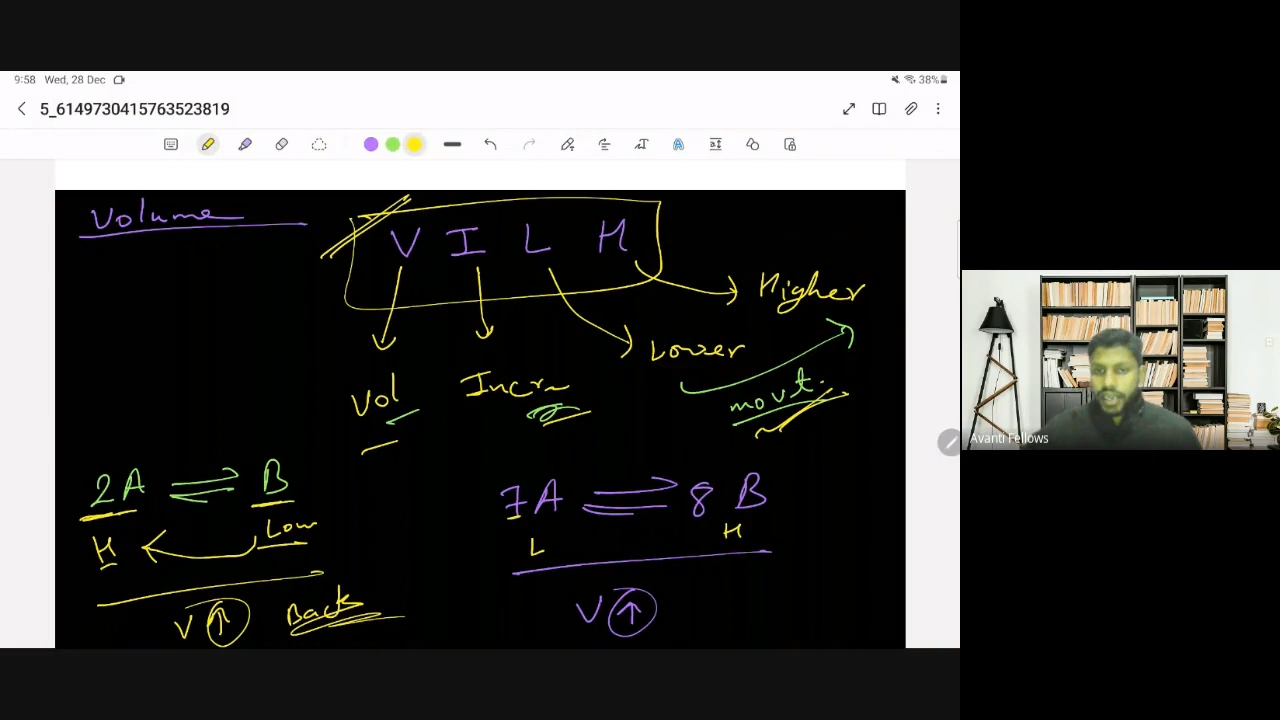 9:58 Wed, 28 Dec 38%
5_6149730415763523819
Volume
V I L H
Higher
Lower
Vol Incr
movt.
2A ⇌ B
H Low
V ↑ Back
7A ⇌ 8 B
L H
V ↑
Avanti Fellows